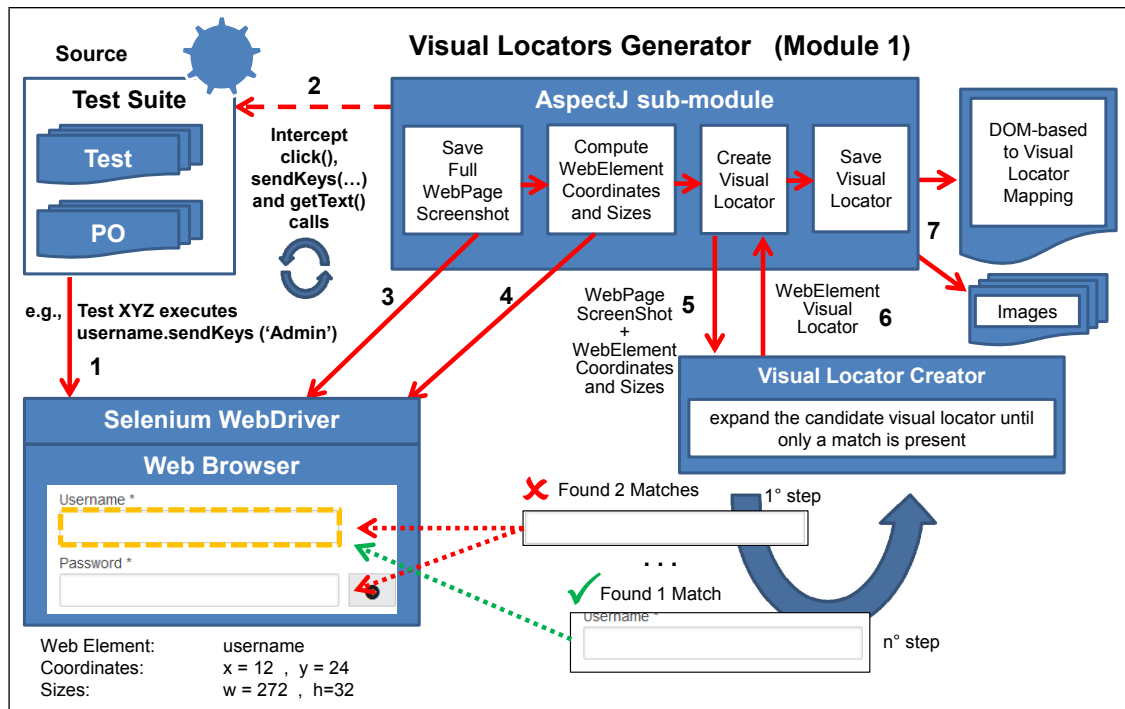 Visual Locators Generator (Module 1)
Source
Test Suite
Test
PO
2
Intercept
click(),
sendKeys(…)
and getText()
calls
AspectJ sub-module
Save
Full
WebPage
Screenshot
Compute
WebElement
Coordinates
and Sizes
Create
Visual
Locator
Save
Visual
Locator
DOM-based
to Visual
Locator
Mapping
7
Images
e.g.,
Test XYZ executes
username.sendKeys (‘Admin’)
1
3
4
WebPage
ScreenShot
+
WebElement
Coordinates
and Sizes
5
WebElement
Visual
Locator
6
Visual Locator Creator
expand the candidate visual locator until
only a match is present
Selenium WebDriver
Web Browser
Username *
Password *
Found 2 Matches
1° step
. . .
Found 1 Match
Username *
n° step
Web Element: username
Coordinates: x = 12 , y = 24
Sizes: w = 272 , h=32